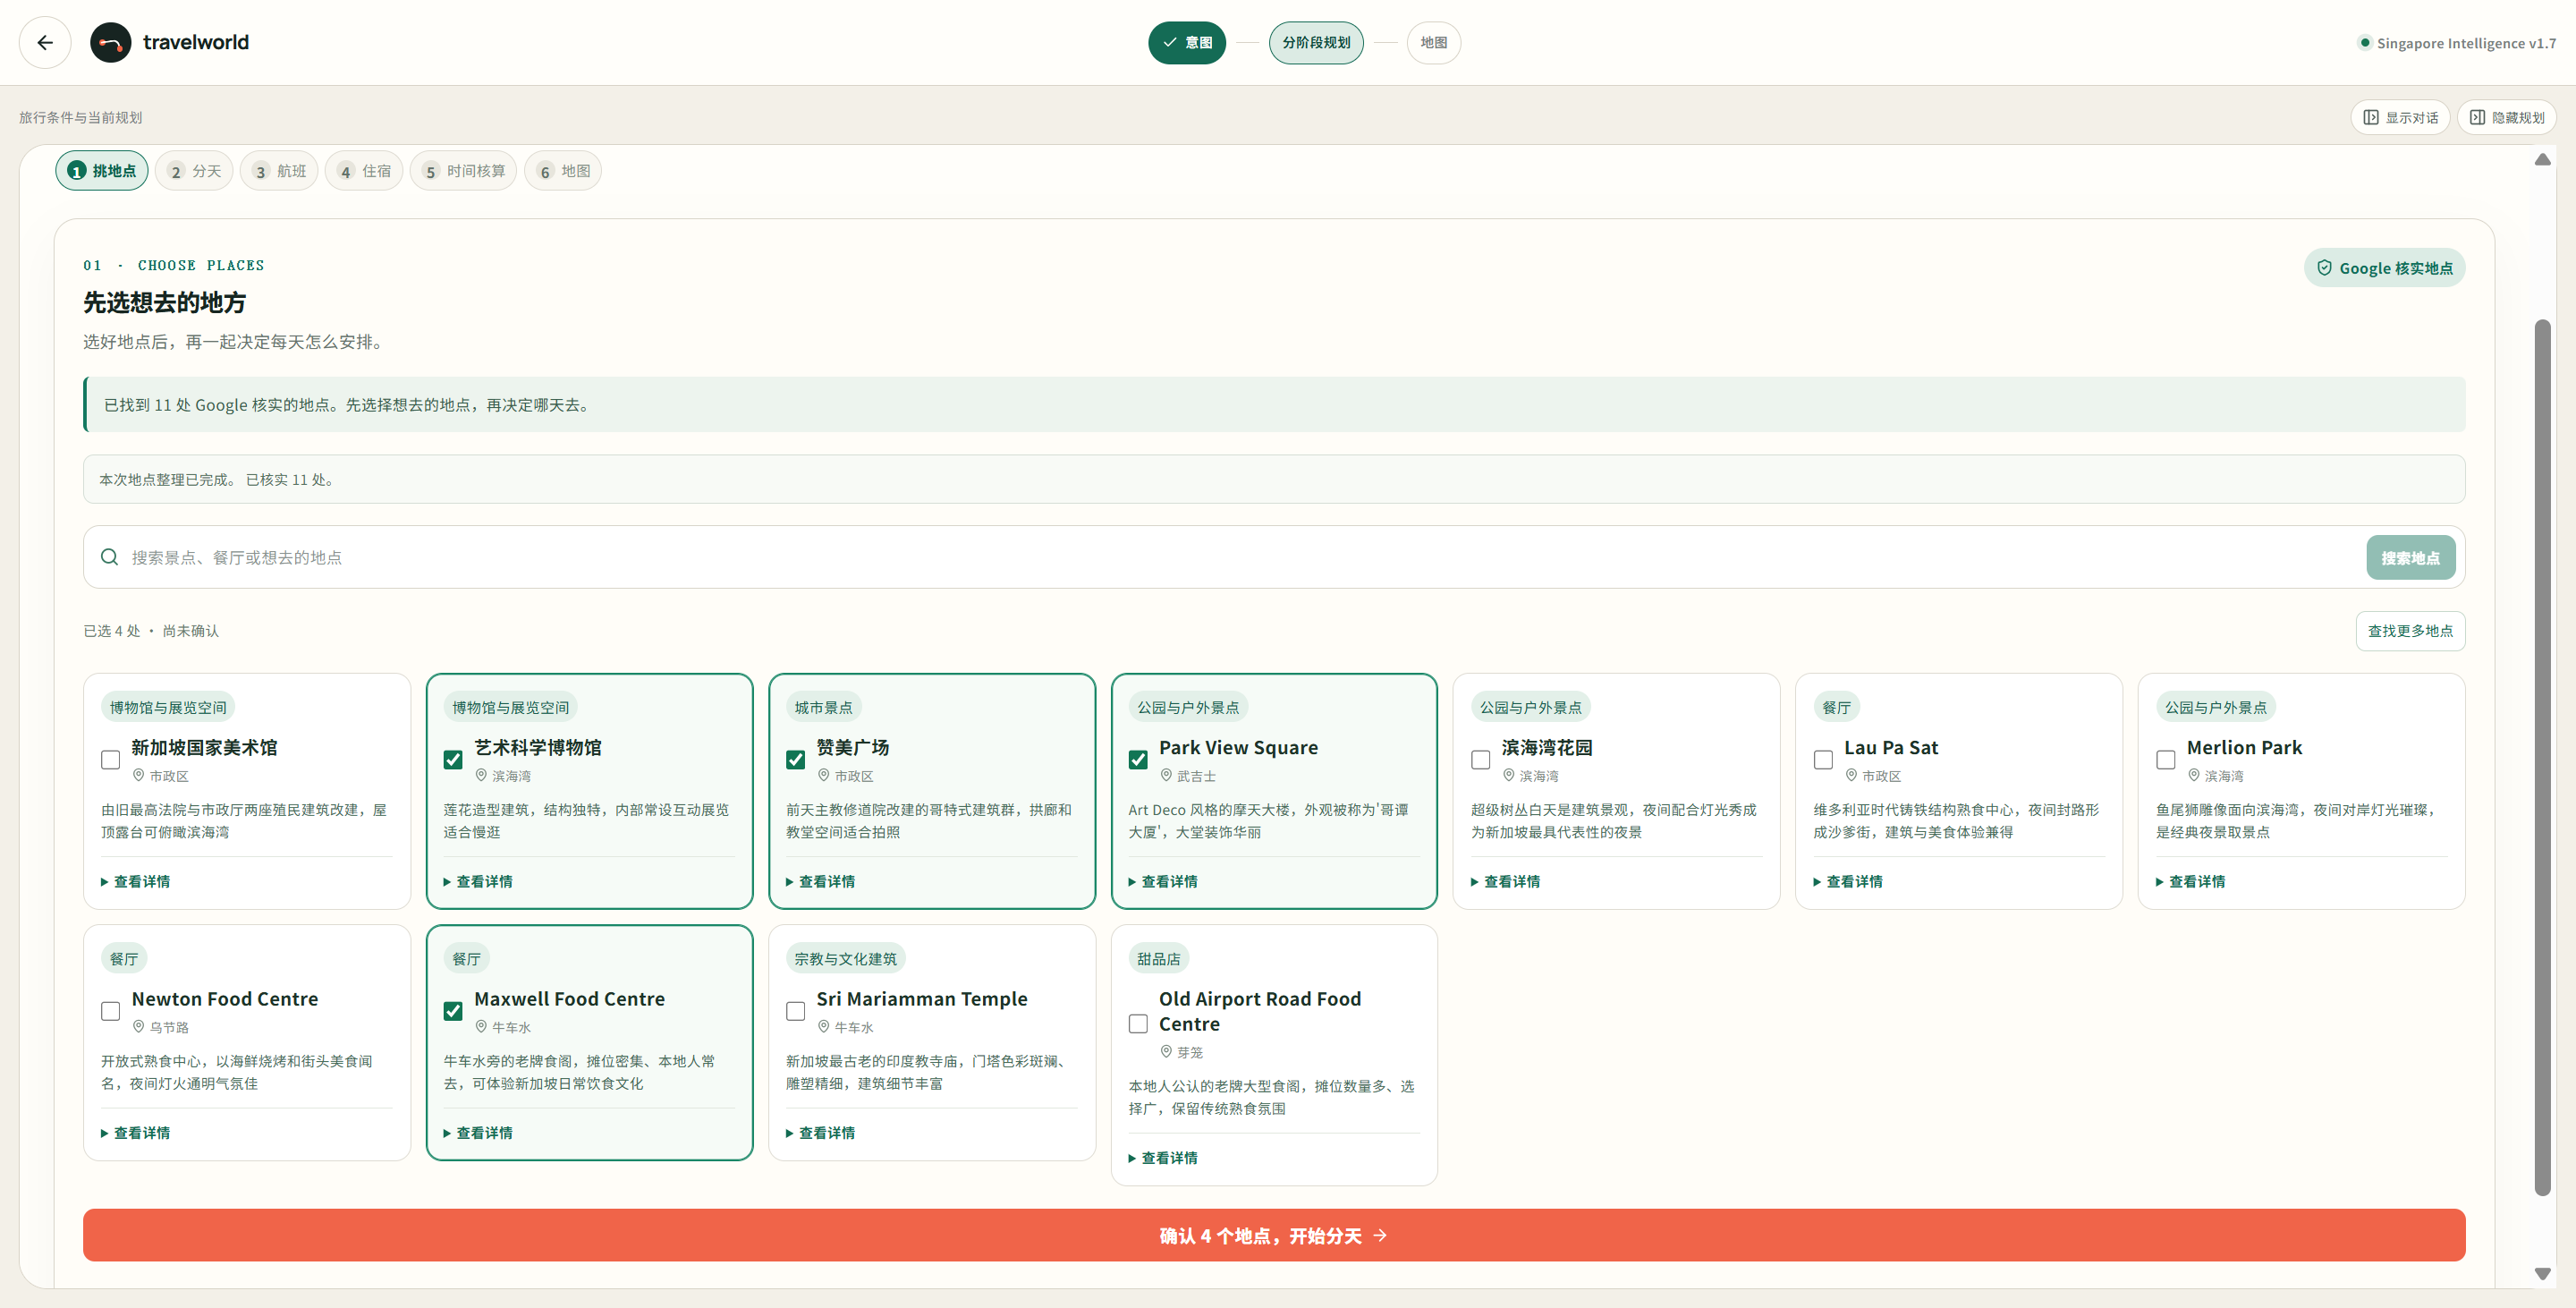 travelworld
意图
分阶段规划
地图
Singapore Intelligence v1.7
旅行条件与当前规划
显示对话
隐藏规划
1 挑地点
2 分天
3 航班
4 住宿
5 时间核算
6 地图
01 · CHOOSE PLACES
Google 核实地点
先选想去的地方
选好地点后，再一起决定每天怎么安排。
已找到 11 处 Google 核实的地点。先选择想去的地点，再决定哪天去。
本次地点整理已完成。 已核实 11 处。
搜索景点、餐厅或想去的地点
搜索地点
已选 4 处 · 尚未确认
查找更多地点
博物馆与展览空间
新加坡国家美术馆
市政区
由旧最高法院与市政厅两座殖民建筑改建，屋
顶露台可俯瞰滨海湾
查看详情
博物馆与展览空间
艺术科学博物馆
滨海湾
莲花造型建筑，结构独特，内部常设互动展览
适合慢逛
查看详情
城市景点
赞美广场
市政区
前天主教修道院改建的哥特式建筑群，拱廊和
教堂空间适合拍照
查看详情
公园与户外景点
Park View Square
武吉士
Art Deco 风格的摩天大楼，外观被称为'哥谭
大厦'，大堂装饰华丽
查看详情
公园与户外景点
滨海湾花园
滨海湾
超级树丛白天是建筑景观，夜间配合灯光秀成
为新加坡最具代表性的夜景
查看详情
餐厅
Lau Pa Sat
市政区
维多利亚时代铸铁结构熟食中心，夜间封路形
成沙爹街，建筑与美食体验兼得
查看详情
公园与户外景点
Merlion Park
滨海湾
鱼尾狮雕像面向滨海湾，夜间对岸灯光璀璨，
是经典夜景取景点
查看详情
餐厅
Newton Food Centre
乌节路
开放式熟食中心，以海鲜烧烤和街头美食闻
名，夜间灯火通明气氛佳
查看详情
餐厅
Maxwell Food Centre
牛车水
牛车水旁的老牌食阁，摊位密集、本地人常
去，可体验新加坡日常饮食文化
查看详情
宗教与文化建筑
Sri Mariamman Temple
牛车水
新加坡最古老的印度教寺庙，门塔色彩斑斓、
雕塑精细，建筑细节丰富
查看详情
甜品店
Old Airport Road Food
Centre
芽笼
本地人公认的老牌大型食阁，摊位数量多、选
择广，保留传统熟食氛围
查看详情
确认 4 个地点，开始分天 →